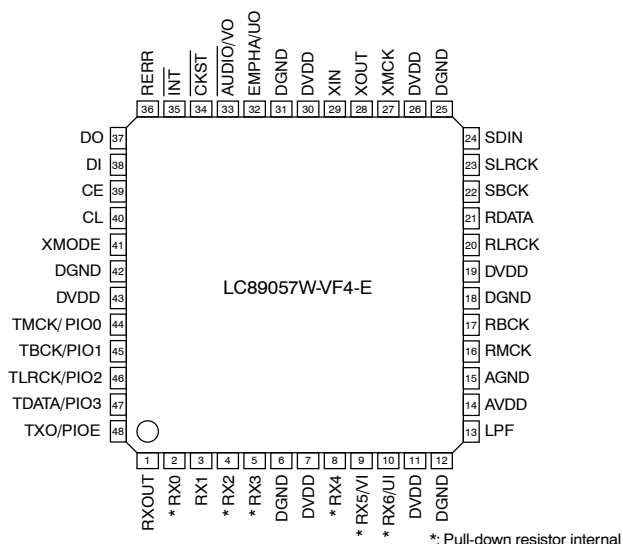 RERR
INT
CKST
AUDIO/VO
EMPHA/UO
DGND
DVDD
XIN
XOUT
XMCK
DVDD
DGND
36 35 34 33 32 31 30 29 28 27 26 25
DO 37
DI 38
CE 39
CL 40
XMODE 41
DGND 42
DVDD 43
TMCK/ PIO0 44
TBCK/PIO1 45
TLRCK/PIO2 46
TDATA/PIO3 47
TXO/PIOE 48
LC89057W-VF4-E
24 SDIN
23 SLRCK
22 SBCK
21 RDATA
20 RLRCK
19 DVDD
18 DGND
17 RBCK
16 RMCK
15 AGND
14 AVDD
13 LPF
1 2 3 4 5 6 7 8 9 10 11 12
RXOUT
* RX0
RX1
* RX2
* RX3
DGND
DVDD
* RX4
* RX5/VI
* RX6/UI
DVDD
DGND
*: Pull-down resistor internal